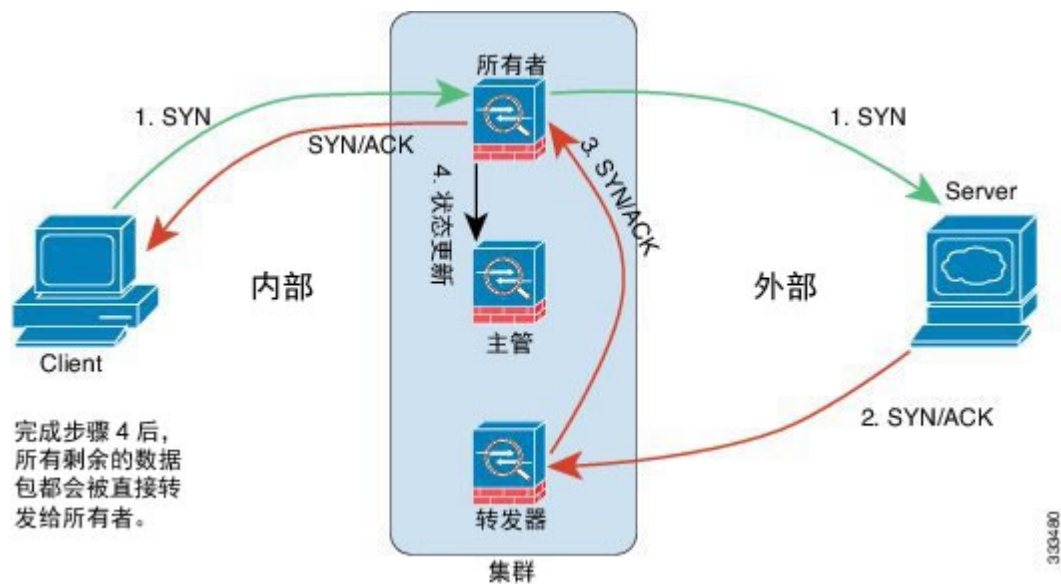 所有者
1. SYN
SYN/ACK
1. SYN
3. SYN/ACK
4. 状态更新
Server
内部
外部
主管
Client
2. SYN/ACK
完成步骤 4 后，
所有剩余的数据
包都会被直接转
发给所有者。
转发器
集群
333480